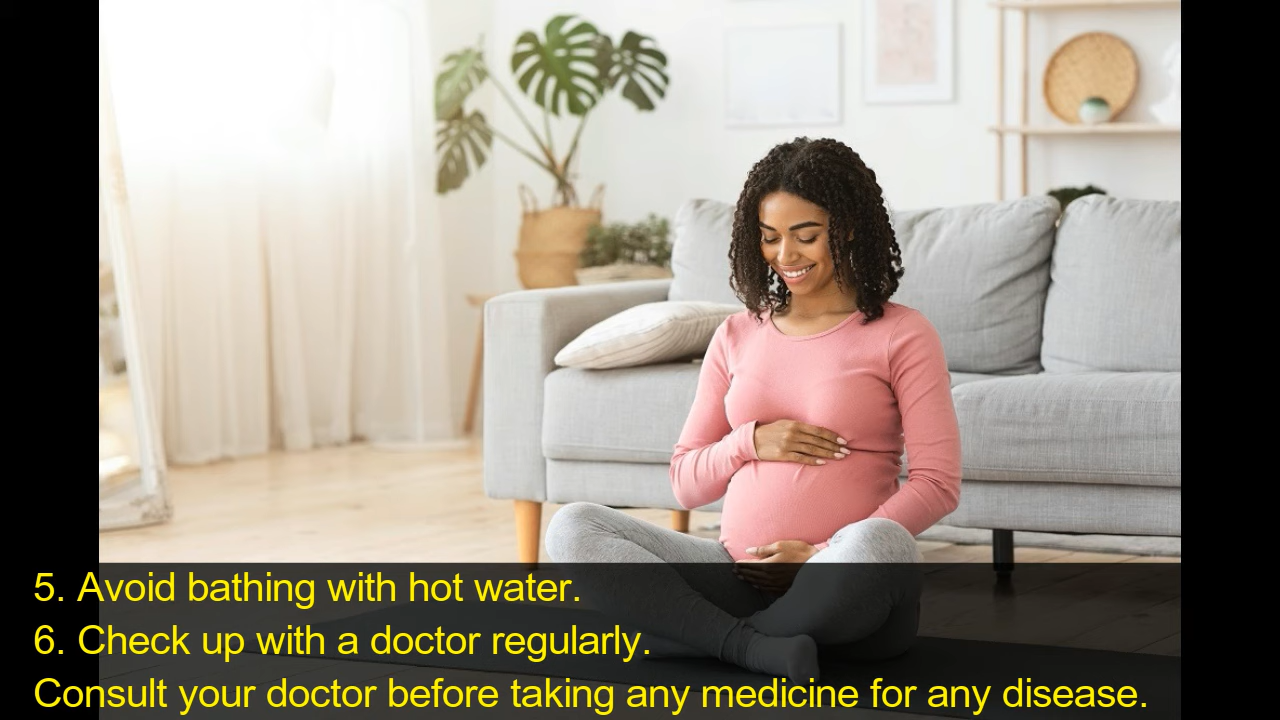 5. Avoid bathing with hot water.
6. Check up with a doctor regularly.
Consult your doctor before taking any medicine for any disease.